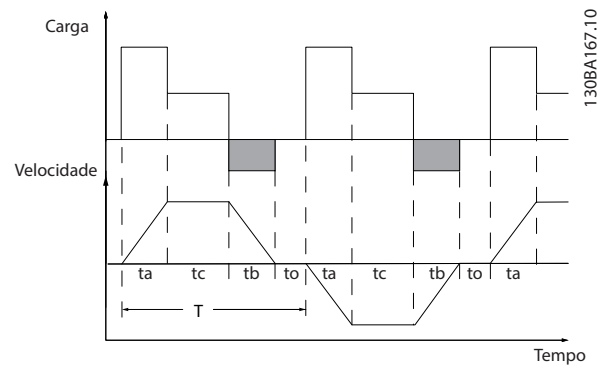 Carga
130BA167.10
Velocidade
ta tc tb to ta tc tb to ta
T
Tempo